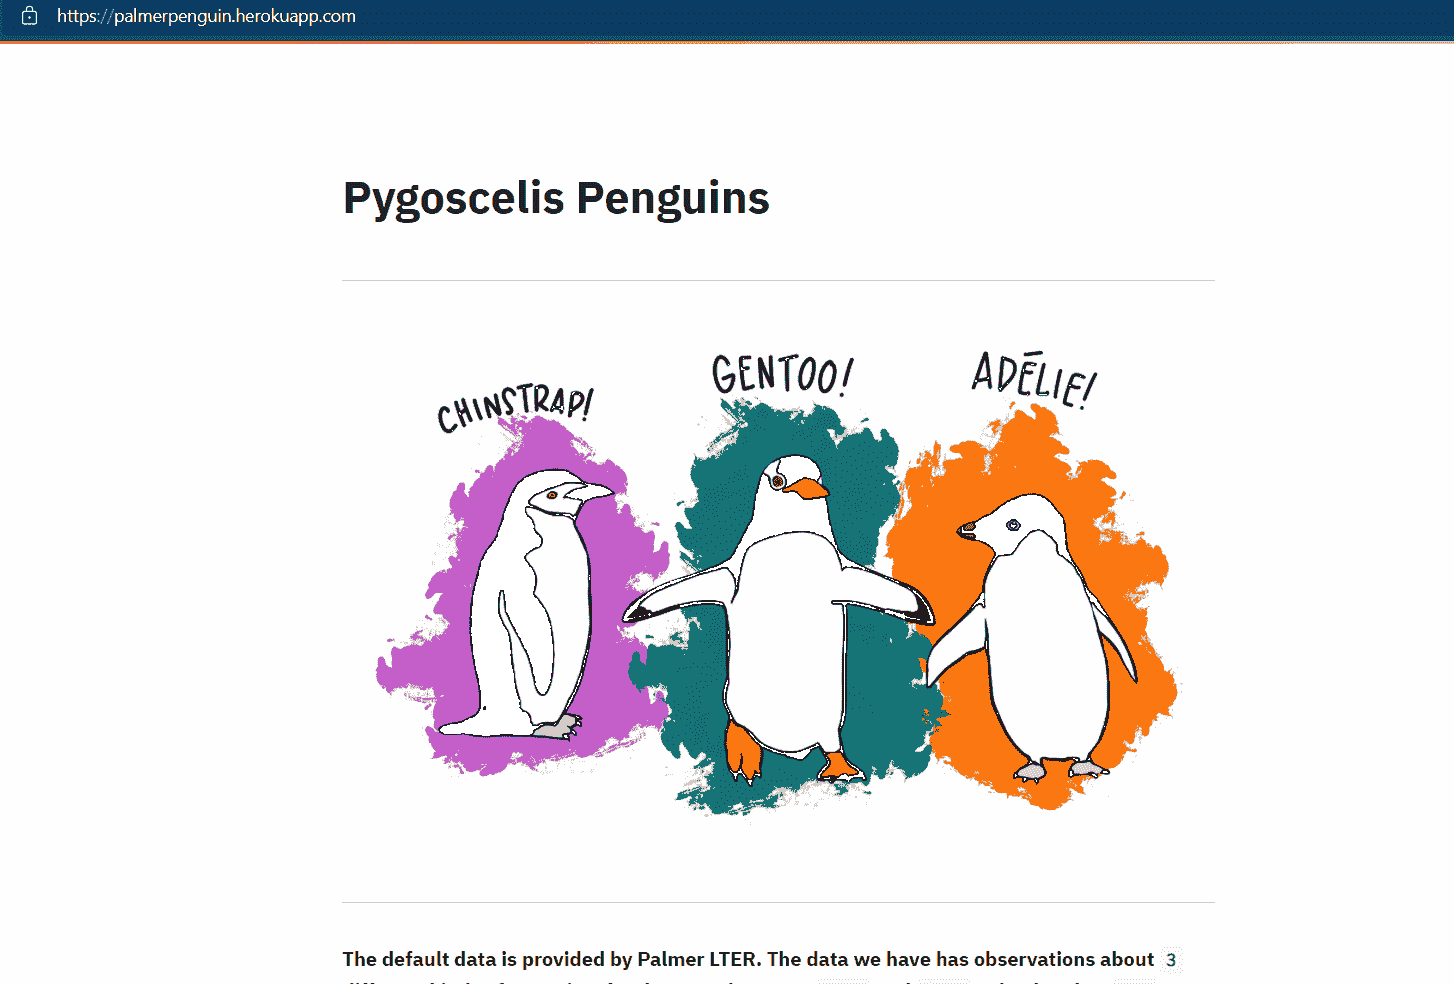 https://palmerpenguin.herokuapp.com
Pygoscelis Penguins
CHINSTRAP!
GENTOO!
ADÉLIE!
The default data is provided by Palmer LTER. The data we have has observations about 3